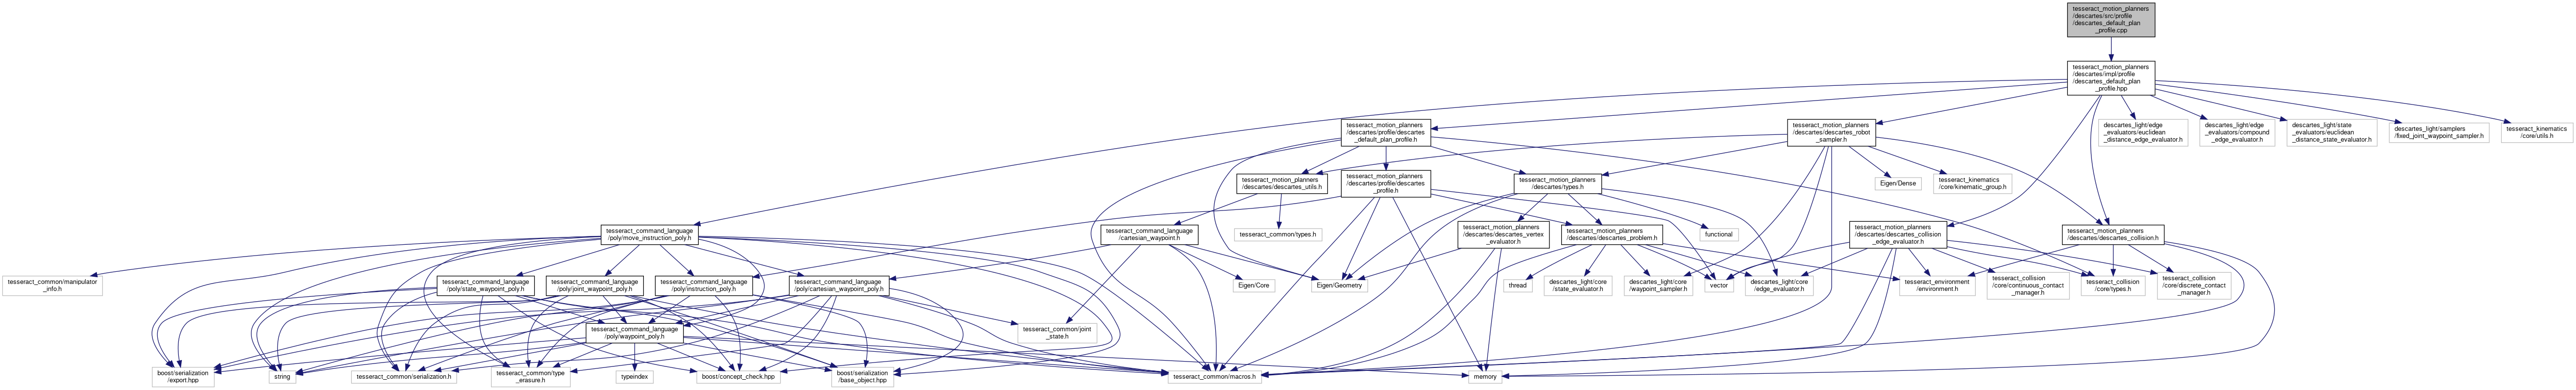 tesseract_motion_planners
/descartes/src/profile
/descartes_default_plan
_profile.cpp
tesseract_motion_planners
/descartes/impl/profile
/descartes_default_plan
_profile.hpp
tesseract_motion_planners
/descartes/profile/descartes
_default_plan_profile.h
tesseract_motion_planners
/descartes/descartes_robot
_sampler.h
descartes_light/edge
_evaluators/euclidean
_distance_edge_evaluator.h
descartes_light/edge
_evaluators/compound
_edge_evaluator.h
descartes_light/state
_evaluators/euclidean
_distance_state_evaluator.h
descartes_light/samplers
/fixed_joint_waypoint_sampler.h
tesseract_kinematics
/core/utils.h
tesseract_motion_planners
/descartes/descartes_utils.h
tesseract_motion_planners
/descartes/profile/descartes
_profile.h
tesseract_motion_planners
/descartes/types.h
Eigen/Dense
tesseract_kinematics
/core/kinematic_group.h
tesseract_command_language
/poly/move_instruction_poly.h
tesseract_command_language
/cartesian_waypoint.h
tesseract_common/types.h
tesseract_motion_planners
/descartes/descartes_vertex
_evaluator.h
tesseract_motion_planners
/descartes/descartes_problem.h
functional
tesseract_motion_planners
/descartes/descartes_collision
_edge_evaluator.h
tesseract_motion_planners
/descartes/descartes_collision.h
tesseract_common/manipulator
_info.h
tesseract_command_language
/poly/state_waypoint_poly.h
tesseract_command_language
/poly/joint_waypoint_poly.h
tesseract_command_language
/poly/instruction_poly.h
tesseract_command_language
/poly/cartesian_waypoint_poly.h
Eigen/Core
Eigen/Geometry
thread
descartes_light/core
/state_evaluator.h
descartes_light/core
/waypoint_sampler.h
vector
descartes_light/core
/edge_evaluator.h
tesseract_environment
/environment.h
tesseract_collision
/core/continuous_contact
_manager.h
tesseract_collision
/core/types.h
tesseract_collision
/core/discrete_contact
_manager.h
tesseract_command_language
/poly/waypoint_poly.h
tesseract_common/joint
_state.h
boost/serialization
/export.hpp
string
tesseract_common/serialization.h
tesseract_common/type
_erasure.h
typeindex
boost/concept_check.hpp
boost/serialization
/base_object.hpp
tesseract_common/macros.h
memory